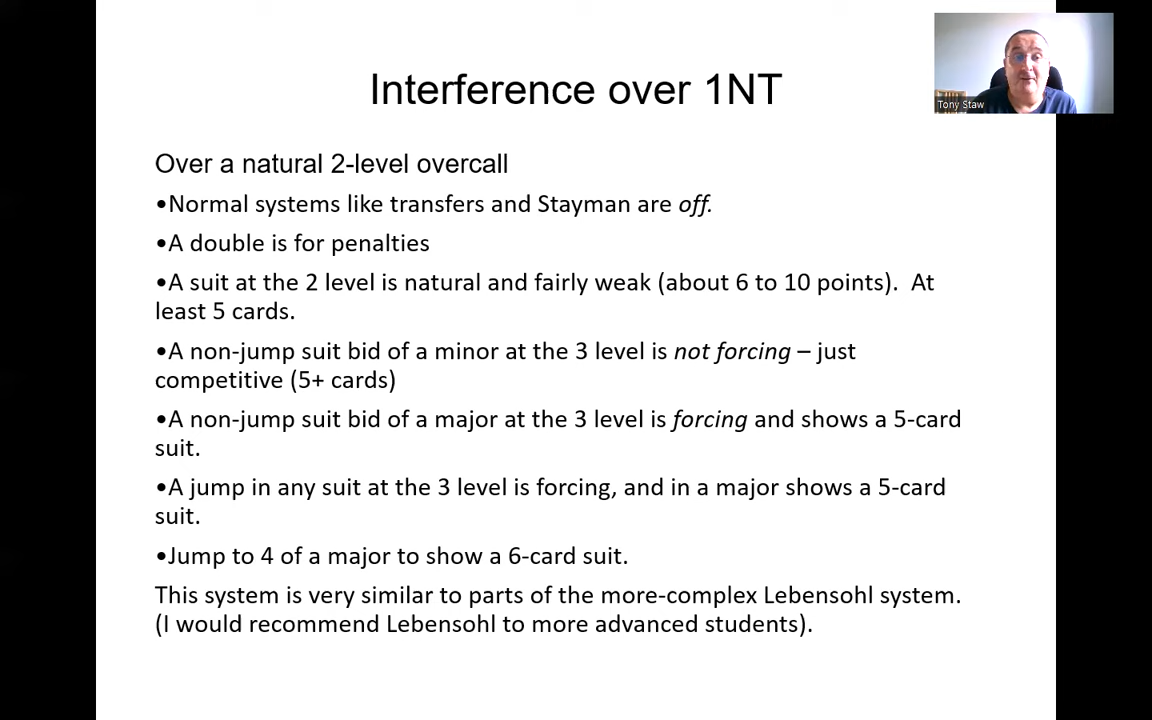 Interference over 1NT
Tony Staw
Over a natural 2-level overcall
•Normal systems like transfers and Stayman are off.
•A double is for penalties
•A suit at the 2 level is natural and fairly weak (about 6 to 10 points).  At
least 5 cards.
•A non-jump suit bid of a minor at the 3 level is not forcing – just
competitive (5+ cards)
•A non-jump suit bid of a major at the 3 level is forcing and shows a 5-card
suit.
•A jump in any suit at the 3 level is forcing, and in a major shows a 5-card
suit.
•Jump to 4 of a major to show a 6-card suit.
This system is very similar to parts of the more-complex Lebensohl system.
(I would recommend Lebensohl to more advanced students).